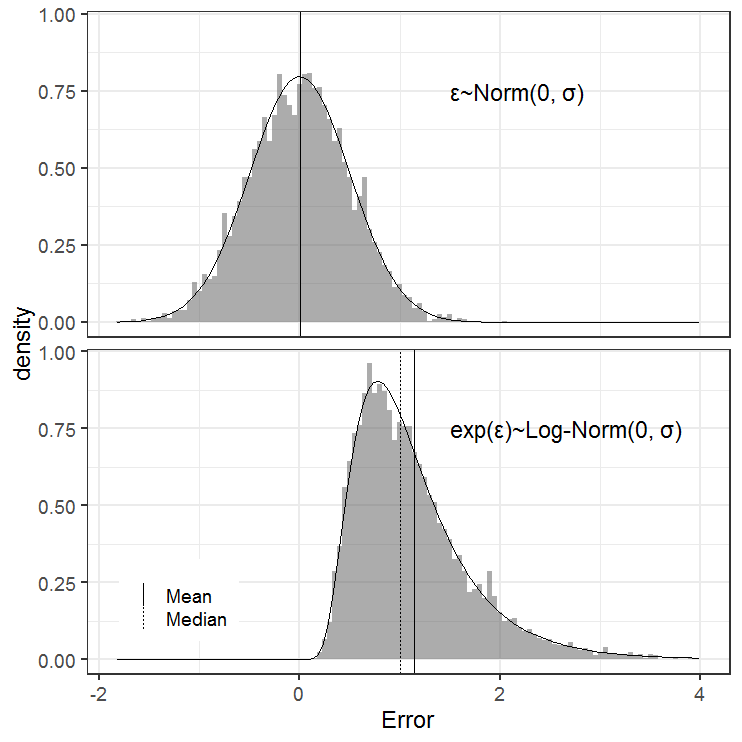 1.00
0.75
0.50
0.25
0.00
ε~Norm(0, σ)
density
1.00
0.75
0.50
0.25
0.00
exp(ε)~Log-Norm(0, σ)
Mean
Median
-2 0 2 4
Error